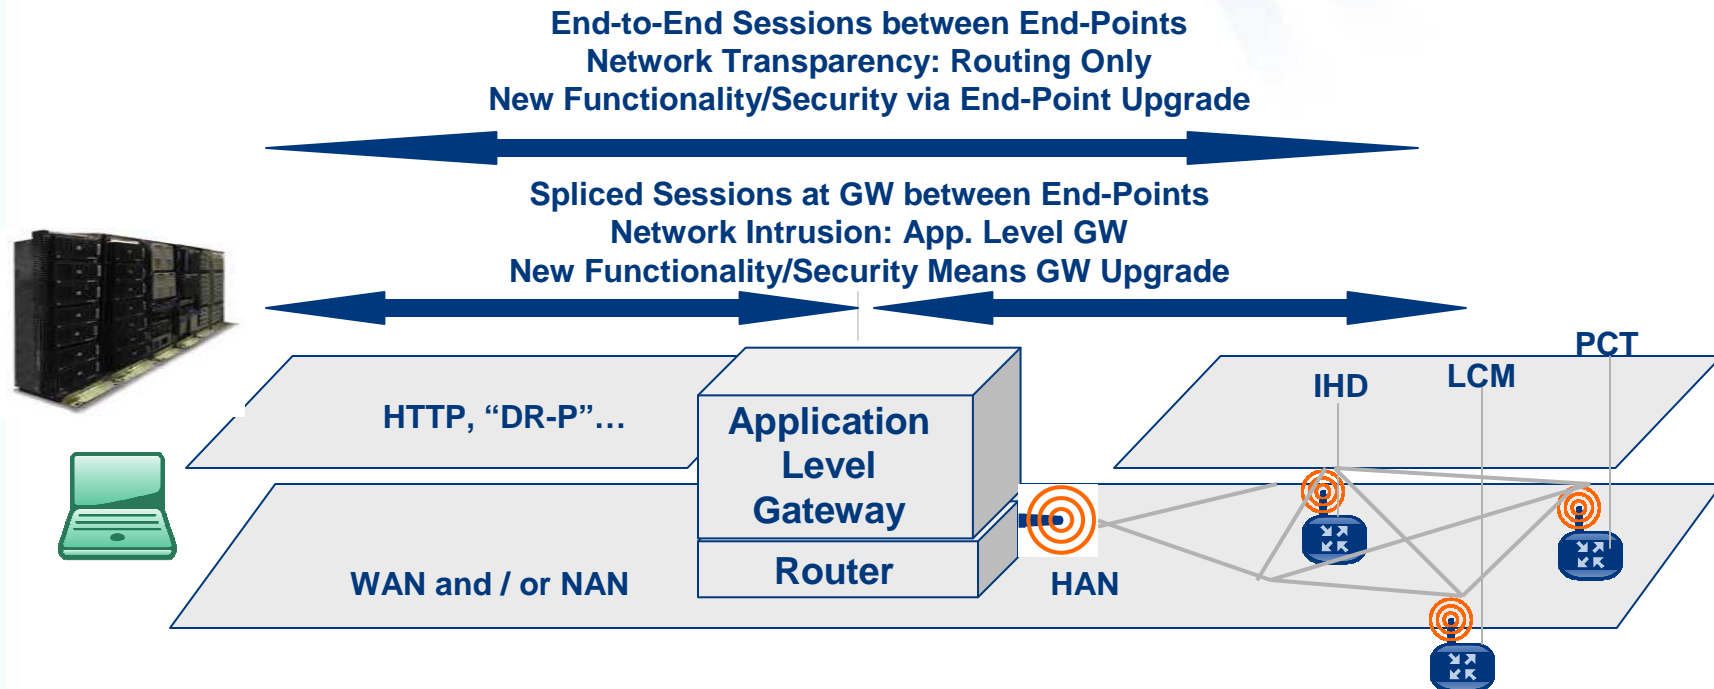 End-to-End Sessions between End-Points
Network Transparency: Routing Only
New Functionality/Security via End-Point Upgrade
Spliced Sessions at GW between End-Points
Network Intrusion: App. Level GW
New Functionality/Security Means GW Upgrade
PCT
IHD
LCM
HTTP, “DR-P”…
Application
Level
Gateway
Router
WAN and / or NAN
HAN